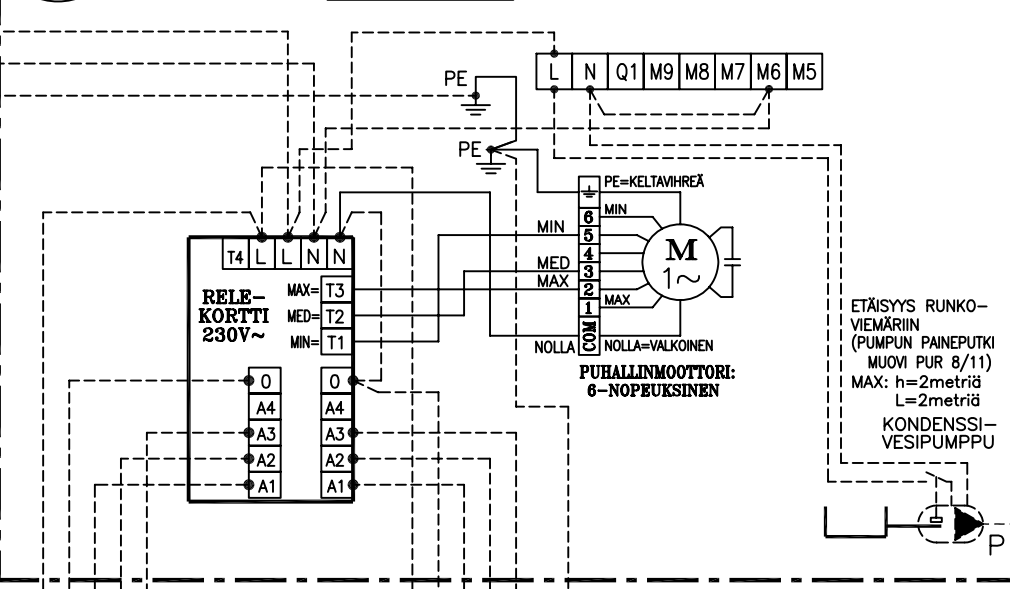 L N Q1 M9 M8 M7 M6 M5
PE
PE
PE=KELTAVIHREÄ
6 MIN
MIN 5
4
MED 3
MAX 2
1 MAX
COM
NOLLA NOLLA=VALKOINEN
M
1~
PUHALLINMOOTTORI:
6-NOPEUKSINEN
T4 L L N N
RELE-
KORTTI
230V~
MAX= T3
MED= T2
MIN= T1
0 0
A4 A4
A3 A3
A2 A2
A1 A1
ETÄISYYS RUNKO-
VIEMÄRIIN
(PUMPUN PAINEPUTKI
MUOVI PUR 8/11)
MAX: h=2metriä
L=2metriä
KONDENSSI-
VESIPUMPPU
P